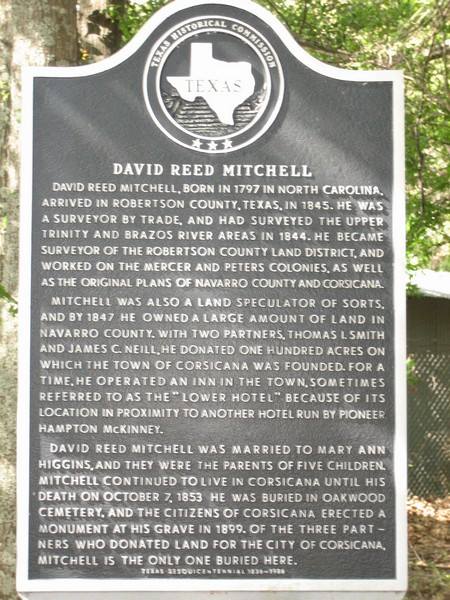 TEXAS HISTORICAL COMMISSION
TEXAS
DAVID REED MITCHELL
DAVID REED MITCHELL, BORN IN 1797 IN NORTH CAROLINA,
ARRIVED IN ROBERTSON COUNTY, TEXAS, IN 1845. HE WAS
A SURVEYOR BY TRADE, AND HAD SURVEYED THE UPPER
TRINITY AND BRAZOS RIVER AREAS IN 1844. HE BECAME
SURVEYOR OF THE ROBERTSON COUNTY LAND DISTRICT, AND
WORKED ON THE MERCER AND PETERS COLONIES, AS WELL
AS THE ORIGINAL PLANS OF NAVARRO COUNTY AND CORSICANA.
MITCHELL WAS ALSO A LAND SPECULATOR OF SORTS,
AND BY 1847 HE OWNED A LARGE AMOUNT OF LAND IN
NAVARRO COUNTY. WITH TWO PARTNERS, THOMAS I. SMITH
AND JAMES C. NEILL, HE DONATED ONE HUNDRED ACRES ON
WHICH THE TOWN OF CORSICANA WAS FOUNDED. FOR A
TIME, HE OPERATED AN INN IN THE TOWN, SOMETIMES
REFERRED TO AS THE "LOWER HOTEL" BECAUSE OF ITS
LOCATION IN PROXIMITY TO ANOTHER HOTEL RUN BY PIONEER
HAMPTON McKINNEY.
DAVID REED MITCHELL WAS MARRIED TO MARY ANN
HIGGINS, AND THEY WERE THE PARENTS OF FIVE CHILDREN.
MITCHELL CONTINUED TO LIVE IN CORSICANA UNTIL HIS
DEATH ON OCTOBER 7, 1853. HE WAS BURIED IN OAKWOOD
CEMETERY, AND THE CITIZENS OF CORSICANA ERECTED A
MONUMENT AT HIS GRAVE IN 1899. OF THE THREE PART-
NERS WHO DONATED LAND FOR THE CITY OF CORSICANA,
MITCHELL IS THE ONLY ONE BURIED HERE.
TEXAS SESQUICENTENNIAL 1836-1986